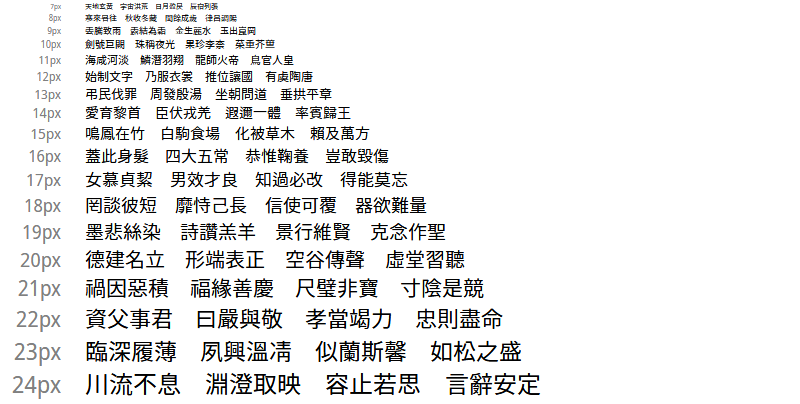 7px 天地玄黃 宇宙洪荒 日月盈昃 辰宿列張
8px 寒來暑往 秋收冬藏 閏餘成歲 律呂調陽
9px 雲騰致雨 露結為霜 金生麗水 玉出崑岡
10px 劍號巨闕 珠稱夜光 果珍李柰 菜重芥薑
11px 海咸河淡 鱗潛羽翔 龍師火帝 鳥官人皇
12px 始制文字 乃服衣裳 推位讓國 有虞陶唐
13px 弔民伐罪 周發殷湯 坐朝問道 垂拱平章
14px 愛育黎首 臣伏戎羌 遐邇一體 率賓歸王
15px 鳴鳳在竹 白駒食場 化被草木 賴及萬方
16px 蓋此身髮 四大五常 恭惟鞠養 豈敢毀傷
17px 女慕貞絜 男效才良 知過必改 得能莫忘
18px 罔談彼短 靡恃己長 信使可覆 器欲難量
19px 墨悲絲染 詩讚羔羊 景行維賢 克念作聖
20px 德建名立 形端表正 空谷傳聲 虛堂習聽
21px 禍因惡積 福緣善慶 尺璧非寶 寸陰是競
22px 資父事君 曰嚴與敬 孝當竭力 忠則盡命
23px 臨深履薄 夙興溫凊 似蘭斯馨 如松之盛
24px 川流不息 淵澄取映 容止若思 言辭安定